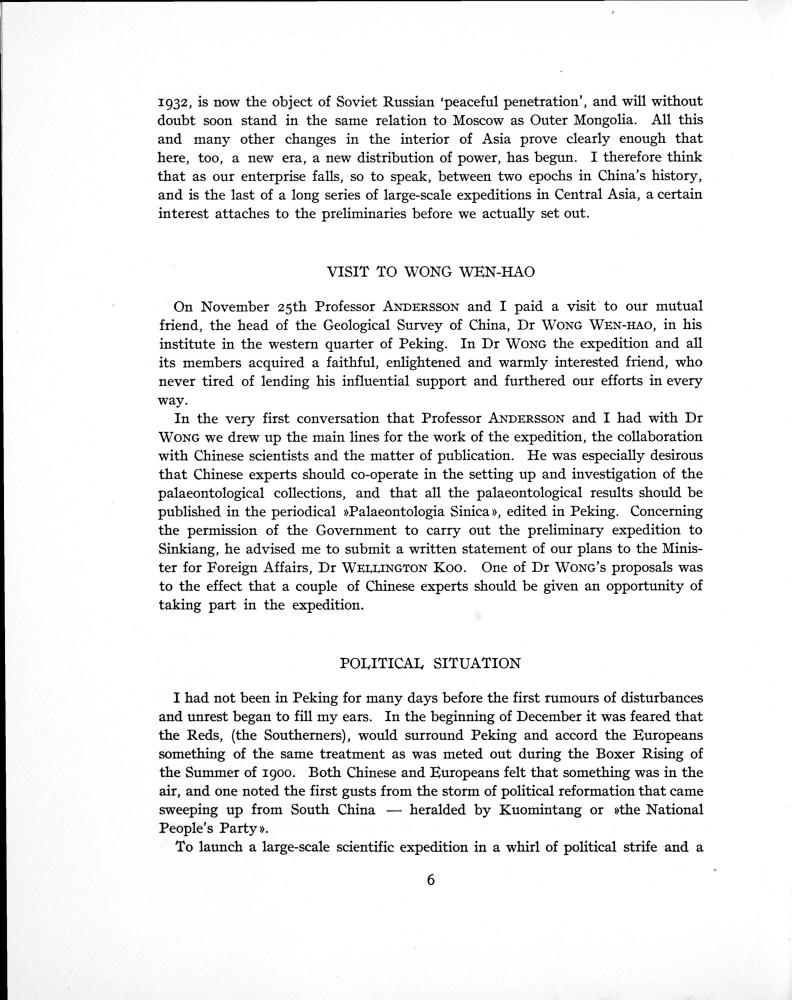 1932, is now the object of Soviet Russian ‘peaceful penetration’, and will without
doubt soon stand in the same relation to Moscow as Outer Mongolia. All this
and many other changes in the interior of Asia prove clearly enough that
here, too, a new era, a new distribution of power, has begun. I therefore think
that as our enterprise falls, so to speak, between two epochs in China's history,
and is the last of a long series of large-scale expeditions in Central Asia, a certain
interest attaches to the preliminaries before we actually set out.
VISIT TO WONG WEN-HAO
On November 25th Professor ANDERSSON and I paid a visit to our mutual
friend, the head of the Geological Survey of China, Dr WONG WEN-HAO, in his
institute in the western quarter of Peking. In Dr WONG the expedition and all
its members acquired a faithful, enlightened and warmly interested friend, who
never tired of lending his influential support and furthered our efforts in every
way.
In the very first conversation that Professor ANDERSSON and I had with Dr
WONG we drew up the main lines for the work of the expedition, the collaboration
with Chinese scientists and the matter of publication. He was especially desirous
that Chinese experts should co-operate in the setting up and investigation of the
palaeontological collections, and that all the palaeontological results should be
published in the periodical »Palaeontologia Sinica», edited in Peking. Concerning
the permission of the Government to carry out the preliminary expedition to
Sinkiang, he advised me to submit a written statement of our plans to the Minis-
ter for Foreign Affairs, Dr WELLINGTON KOO. One of Dr WONG's proposals was
to the effect that a couple of Chinese experts should be given an opportunity of
taking part in the expedition.
POLITICAL SITUATION
I had not been in Peking for many days before the first rumours of disturbances
and unrest began to fill my ears. In the beginning of December it was feared that
the Reds, (the Southerners), would surround Peking and accord the Europeans
something of the same treatment as was meted out during the Boxer Rising of
the Summer of 1900. Both Chinese and Europeans felt that something was in the
air, and one noted the first gusts from the storm of political reformation that came
sweeping up from South China — heralded by Kuomintang or »the National
People's Party».
To launch a large-scale scientific expedition in a whirl of political strife and a
6